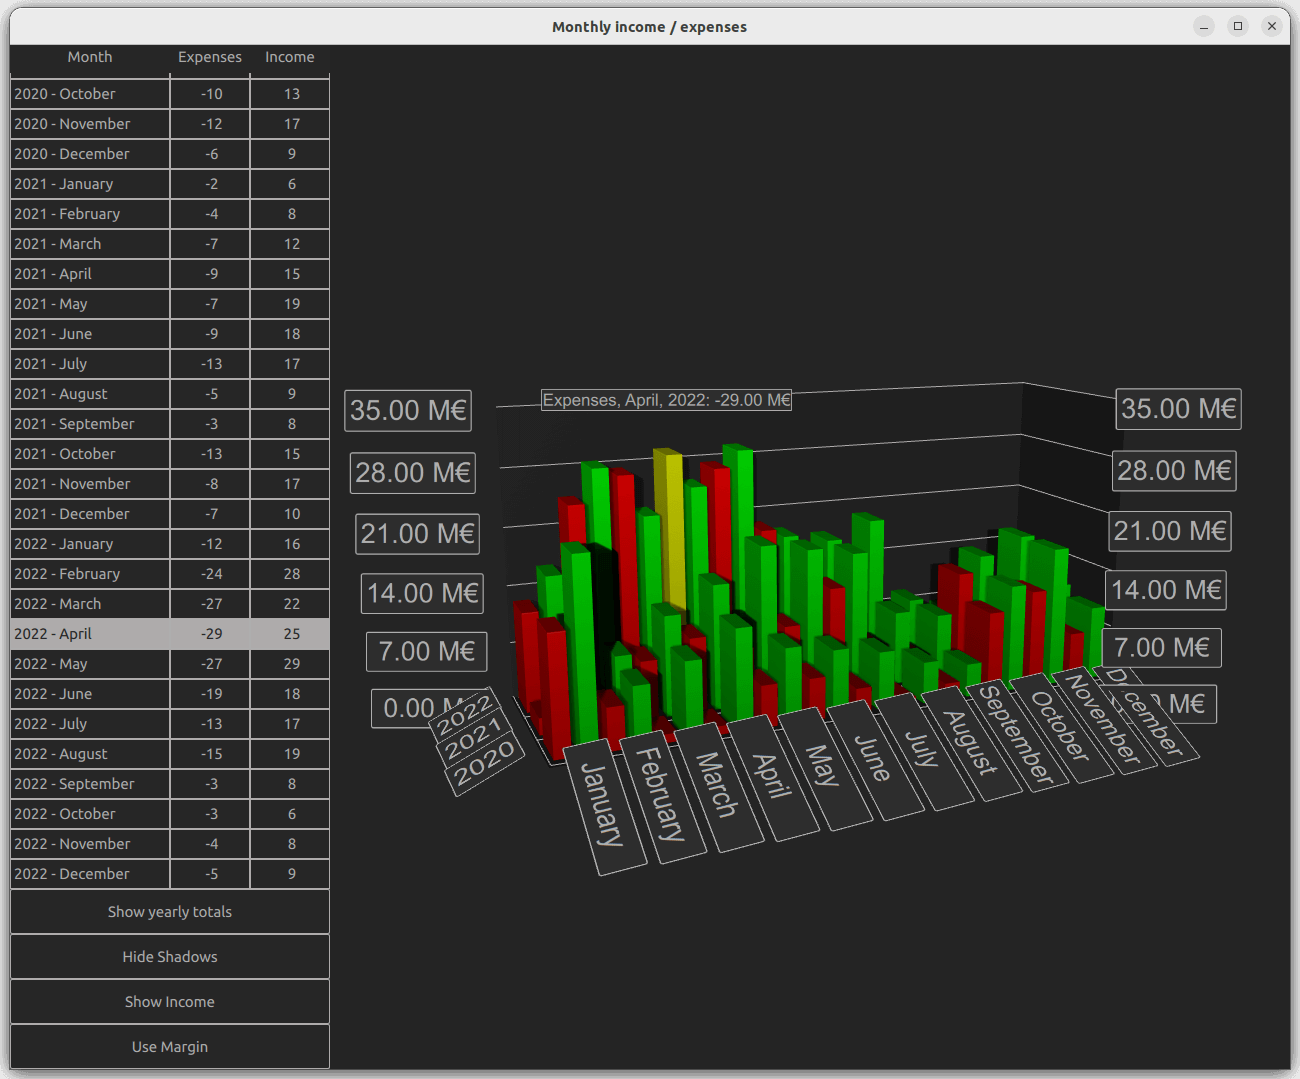 Monthly income / expenses
Month Expenses Income
2020 - October -10 13
2020 - November -12 17
2020 - December -6 9
2021 - January -2 6
2021 - February -4 8
2021 - March -7 12
2021 - April -9 15
2021 - May -7 19
2021 - June -9 18
2021 - July -13 17
2021 - August -5 9
2021 - September -3 8
2021 - October -13 15
2021 - November -8 17
2021 - December -7 10
2022 - January -12 16
2022 - February -24 28
2022 - March -27 22
2022 - April -29 25
2022 - May -27 29
2022 - June -19 18
2022 - July -13 17
2022 - August -15 19
2022 - September -3 8
2022 - October -3 6
2022 - November -4 8
2022 - December -5 9
Show yearly totals
Hide Shadows
Show Income
Use Margin
Expenses, April, 2022: -29.00 M€
35.00 M€
28.00 M€
21.00 M€
14.00 M€
7.00 M€
0.00 M€
35.00 M€
28.00 M€
21.00 M€
14.00 M€
7.00 M€
M€
2022
2021
2020
January
February
March
April
May
June
July
August
September
October
November
December